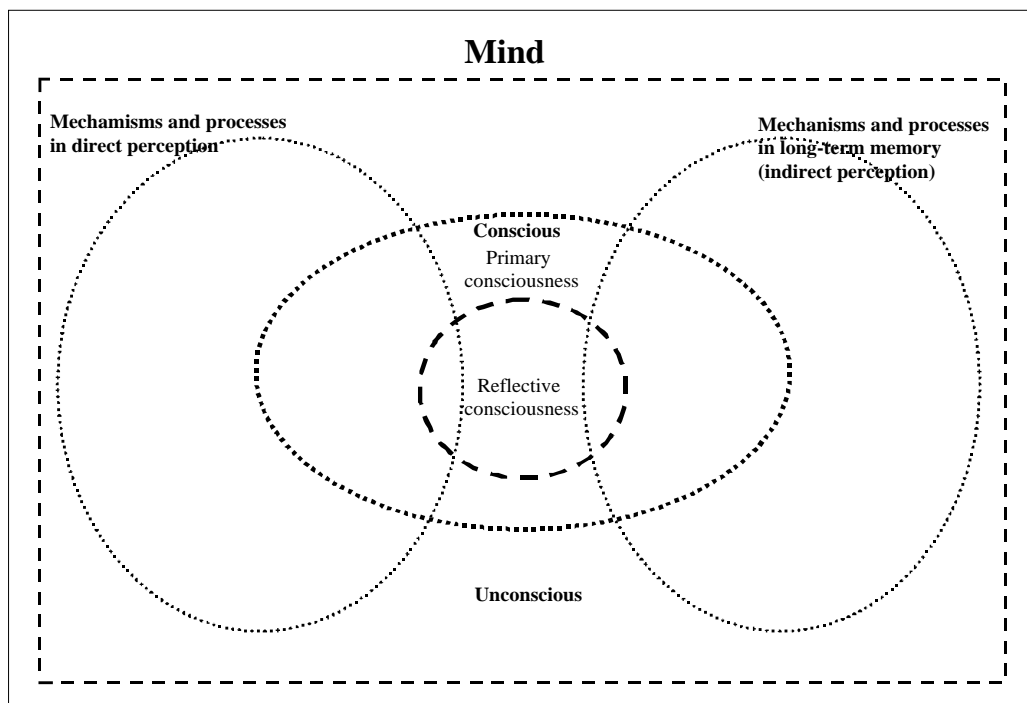 Mind
Mechamisms and processes
in direct perception
Mechanisms and processes
in long-term memory
(indirect perception)
Conscious
Primary
consciousness
Reflective
consciousness
Unconscious